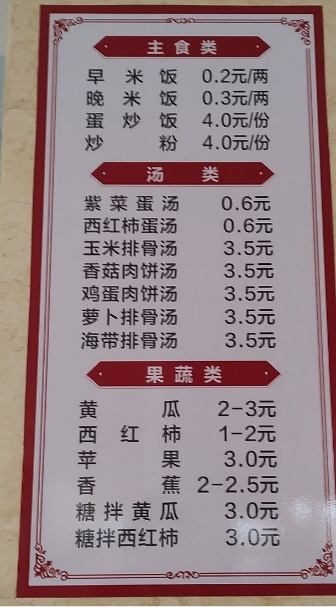 主食类
早米饭 0.2元/两
晚米饭 0.3元/两
蛋炒饭 4.0元/份
炒粉 4.0元/份
汤类
紫菜蛋汤 0.6元
西红柿蛋汤 0.6元
玉米排骨汤 3.5元
香菇肉饼汤 3.5元
鸡蛋肉饼汤 3.5元
萝卜排骨汤 3.5元
海带排骨汤 3.5元
果蔬类
黄瓜 2-3元
西红柿 1-2元
苹果 3.0元
香蕉 2-2.5元
糖拌黄瓜 3.0元
糖拌西红柿 3.0元